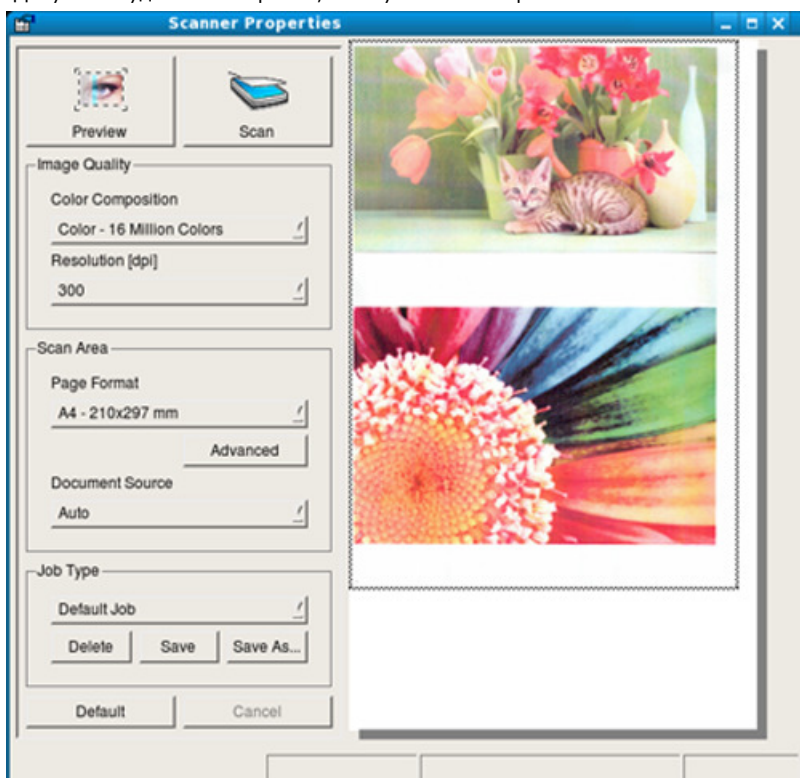 Scanner Properties
Preview
Scan
Image Quality
Color Composition
Color - 16 Million Colors
Resolution [dpi]
300
Scan Area
Page Format
A4 - 210x297 mm
Advanced
Document Source
Auto
Job Type
Default Job
Delete
Save
Save As...
Default
Cancel